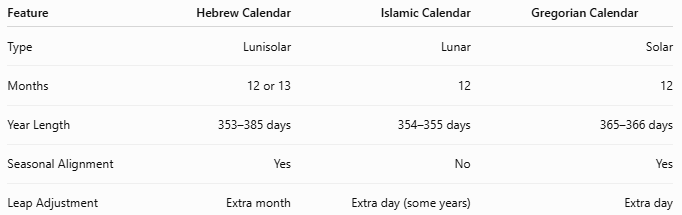 Feature Hebrew Calendar Islamic Calendar Gregorian Calendar
Type Lunisolar Lunar Solar
Months 12 or 13 12 12
Year Length 353–385 days 354–355 days 365–366 days
Seasonal Alignment Yes No Yes
Leap Adjustment Extra month Extra day (some years) Extra day